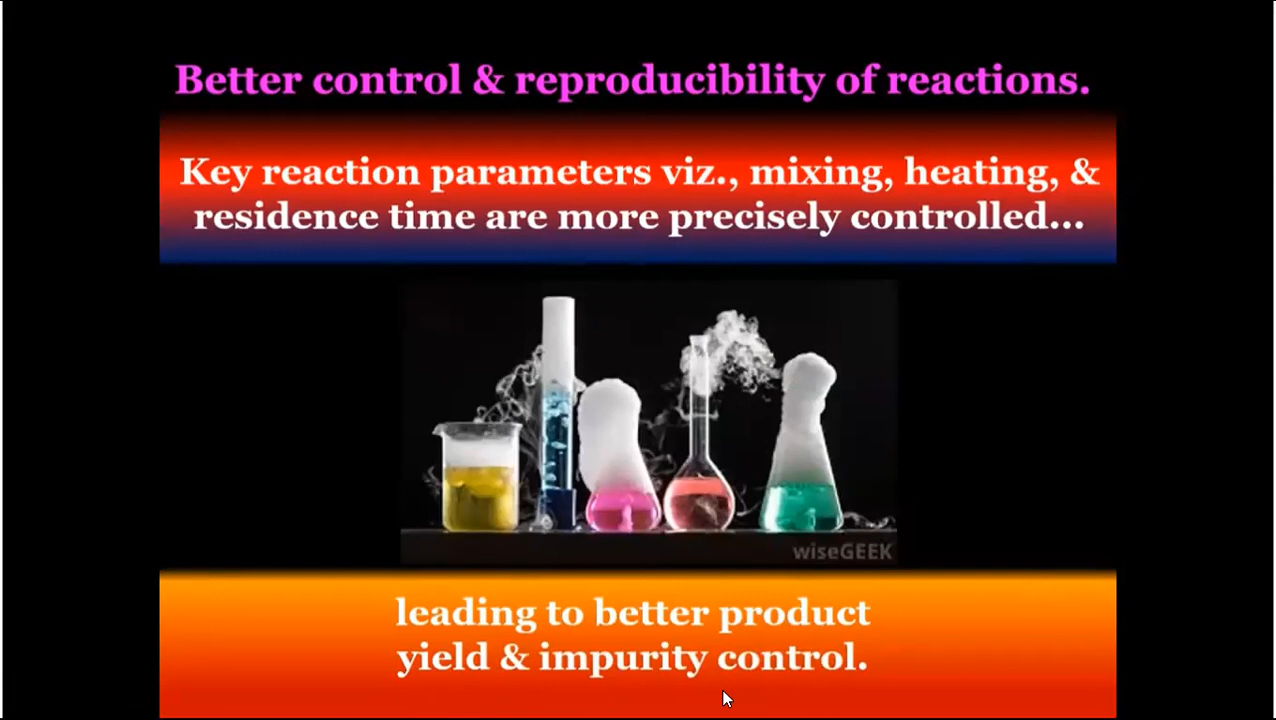 Better control & reproducibility of reactions.
Key reaction parameters viz., mixing, heating, &
residence time are more precisely controlled...
wiseGEEK
leading to better product
yield & impurity control.